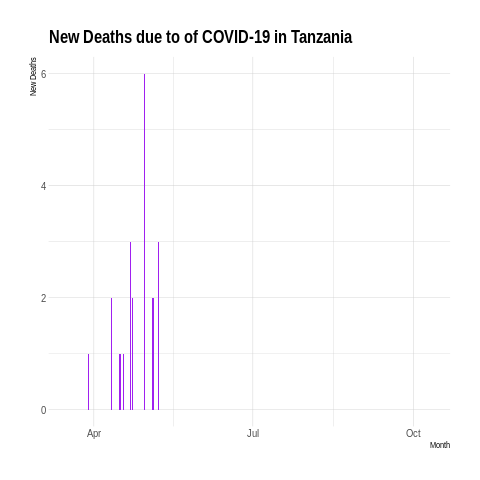 New Deaths due to of COVID-19 in Tanzania
New Deaths
6
4
2
0
Apr
Jul
Oct
Month